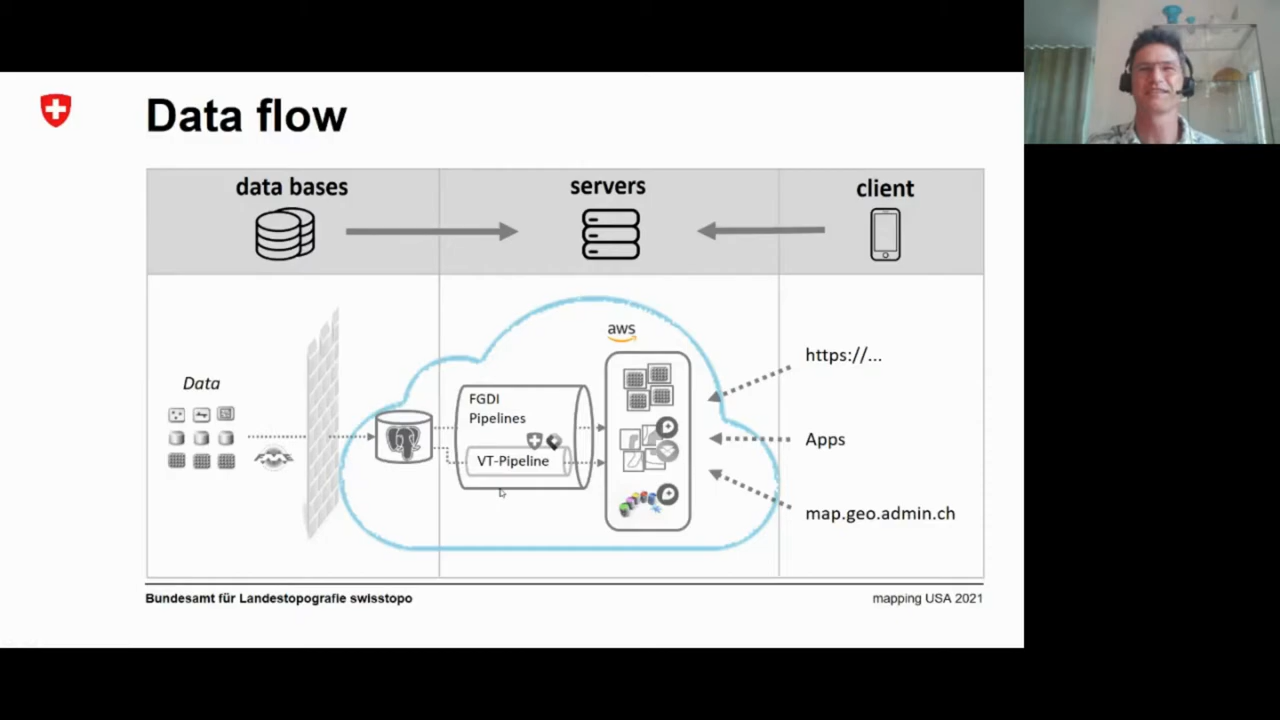 Data flow
data bases
servers
client
aws
Data
FGDI
Pipelines
VT-Pipeline
https://...
Apps
map.geo.admin.ch
Bundesamt für Landestopografie swisstopo
mapping USA 2021